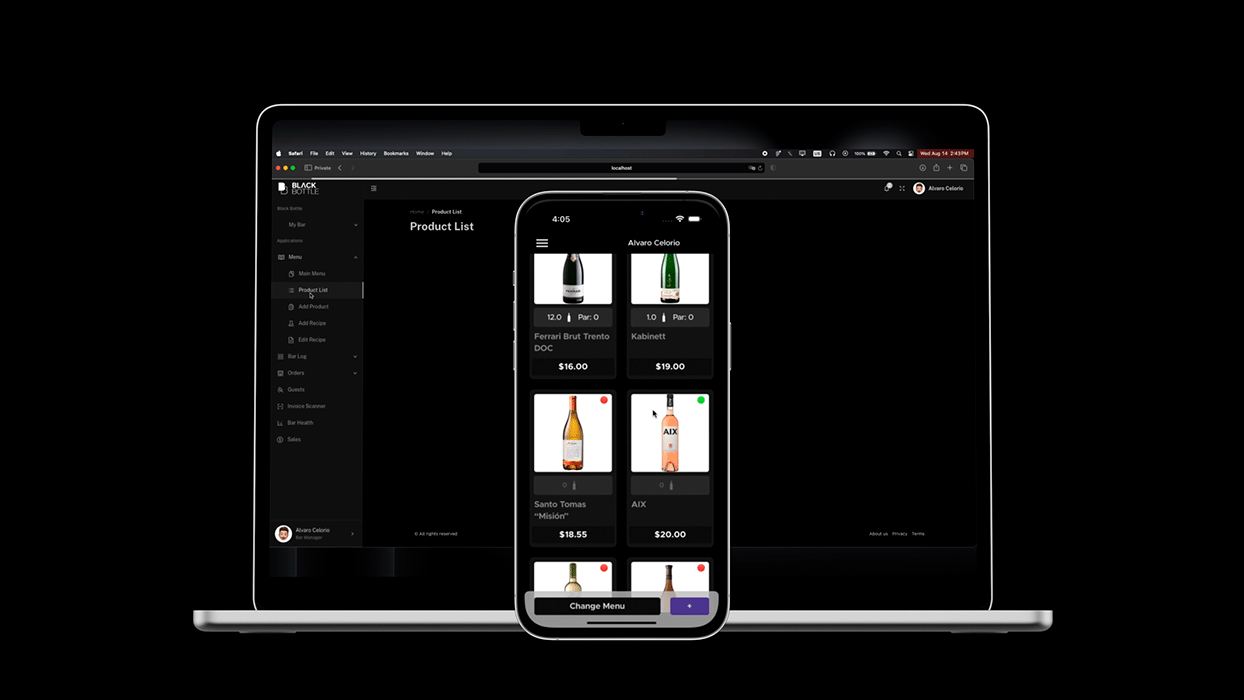 Safari File Edit View History Bookmarks Window Help
US
100%
Wed Aug 14 2:43PM
Private
localhost
BLACK
BOTTLE
Alvaro Celorio
Black Bottle
My Bar
Applications
Menu
Main Menu
Product List
Add Product
Add Recipe
Edit Recipe
Bar Log
Orders
Guests
Invoice Scanner
Bar Health
Sales
Alvaro Celorio
Bar Manager
Home / Product List
Product List
© All rights reserved
About us Privacy Terms
4:05
Alvaro Celorio
12.0 Par: 0
1.0 Par: 0
Ferrari Brut Trento
DOC
Kabinett
$16.00
$19.00
AIX
0
0
Santo Tomas
“Misión”
AIX
$18.55
$20.00
Change Menu
+